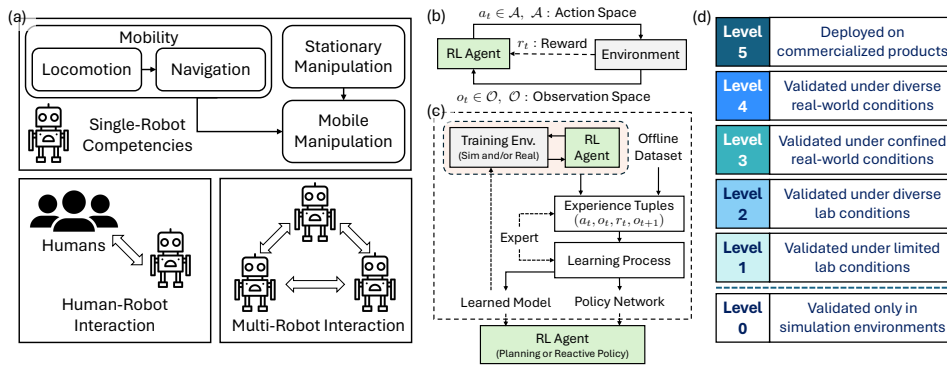 (a)
Mobility
Locomotion
Navigation
Stationary
Manipulation
Single-Robot
Competencies
Mobile
Manipulation
Humans
Human-Robot
Interaction
Multi-Robot Interaction
(b)
a_t ∈ 𝒜, 𝒜 : Action Space
RL Agent
r_t : Reward
Environment
o_t ∈ 𝒪, 𝒪 : Observation Space
(c)
Training Env.
(Sim and/or Real)
RL
Agent
Offline
Dataset
Experience Tuples
(a_t, o_t, r_t, o_{t+1})
Expert
Learning Process
Learned Model
Policy Network
RL Agent
(Planning or Reactive Policy)
(d)
Level
5
Deployed on
commercialized products
Level
4
Validated under diverse
real-world conditions
Level
3
Validated under confined
real-world conditions
Level
2
Validated under diverse
lab conditions
Level
1
Validated under limited
lab conditions
Level
0
Validated only in
simulation environments